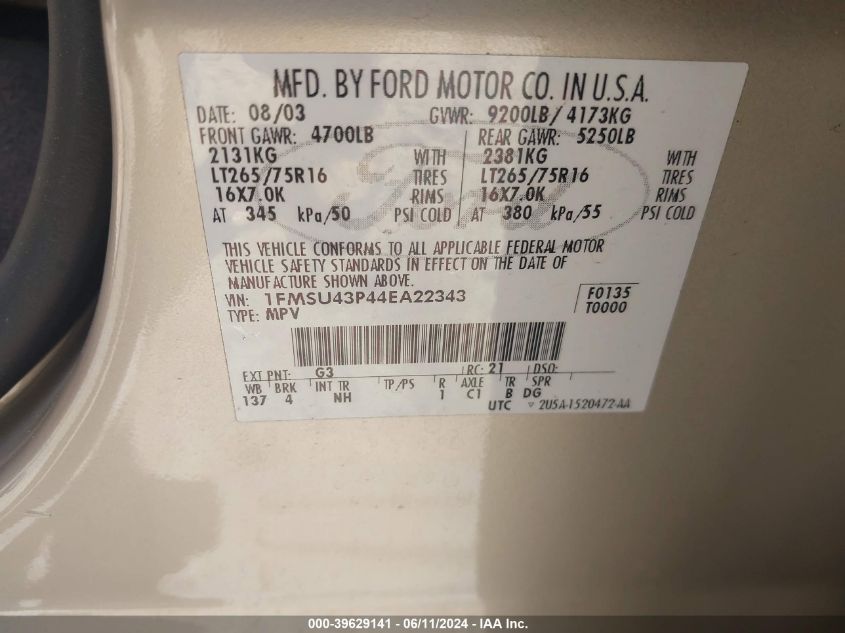 MFD. BY FORD MOTOR CO. IN U.S.A.
DATE: 08/03 GVWR: 9200LB/ 4173KG
FRONT GAWR: 4700LB REAR GAWR: 5250LB
2131KG WITH 2381KG WITH
LT265/75R16 TIRES LT265/75R16 TIRES
16X7.0K RIMS 16X7.0K RIMS
AT 345 kPa/50 PSI COLD AT 380 kPa/55 PSI COLD
Ford
THIS VEHICLE CONFORMS TO ALL APPLICABLE FEDERAL MOTOR
VEHICLE SAFETY STANDARDS IN EFFECT ON THE DATE OF
MANUFACTURE SHOWN ABOVE.
VIN: 1FMSU43P44EA22343 F0135
TYPE: MPV T0000
EXT PNT: G3 RC: 21 DSO:
WB BRK INT TR TP/PS R AXLE TR SPR
137 4 NH 1 C1 B DG
UTC 2U5A-1520472-AA
000-39629141 - 06/11/2024 - IAA Inc.